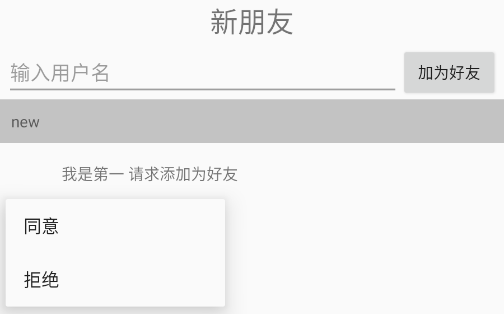 新朋友
输入用户名
加为好友
new
我是第一 请求添加为好友
同意
拒绝